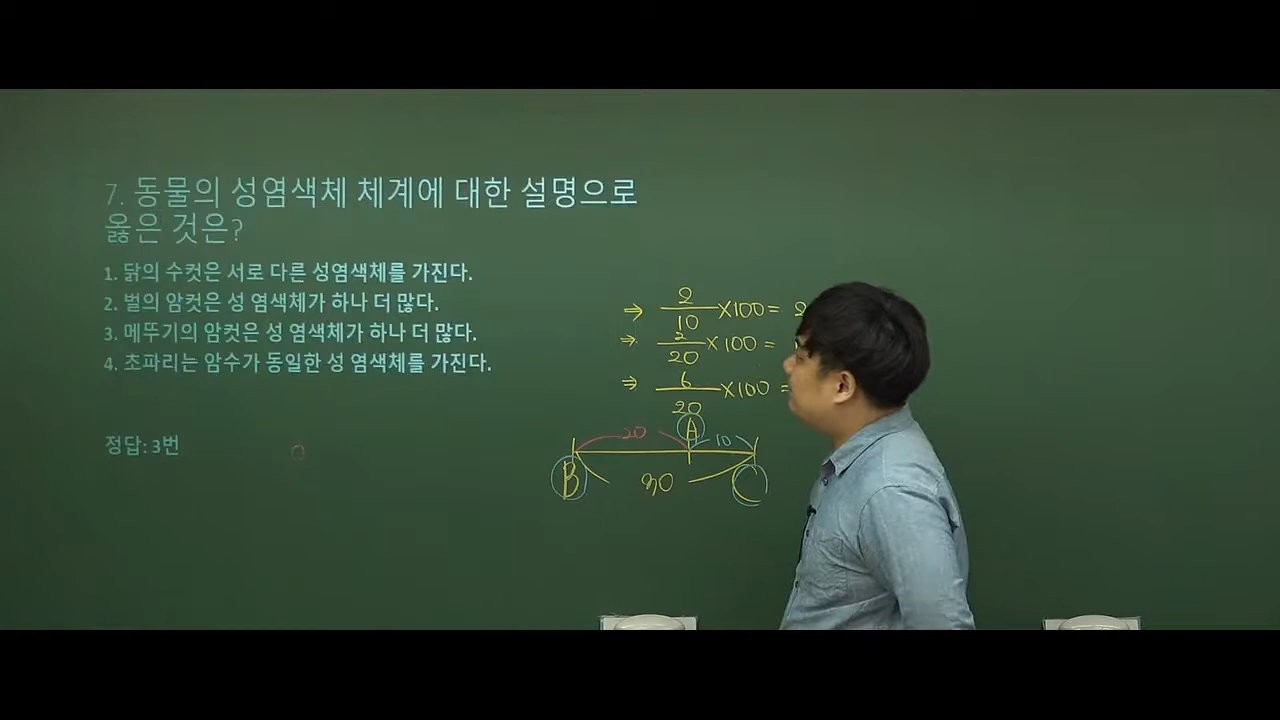 7. 동물의 성염색체 체계에 대한 설명으로
옳은 것은?
1. 닭의 수컷은 서로 다른 성염색체를 가진다.
2. 벌의 암컷은 성 염색체가 하나 더 많다.
3. 메뚜기의 암컷은 성 염색체가 하나 더 많다.
4. 초파리는 암수가 동일한 성 염색체를 가진다.
정답: 3번
⇒ 2/10 ×100 = 2
⇒ 2/20 ×100 =
⇒ 6/20 ×100 =
20 A 10
B 30 C